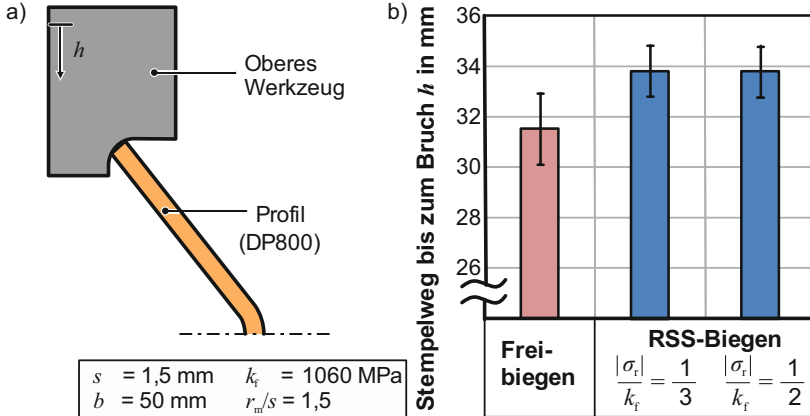 a)
h
Oberes
Werkzeug
Profil
(DP800)
s = 1,5 mm k_f = 1060 MPa
b = 50 mm r_m/s = 1,5
b)
Stempelweg bis zum Bruch h in mm
36
34
32
30
28
26
Frei-
biegen
RSS-Biegen
|σ_r|/k_f = 1/3 |σ_r|/k_f = 1/2